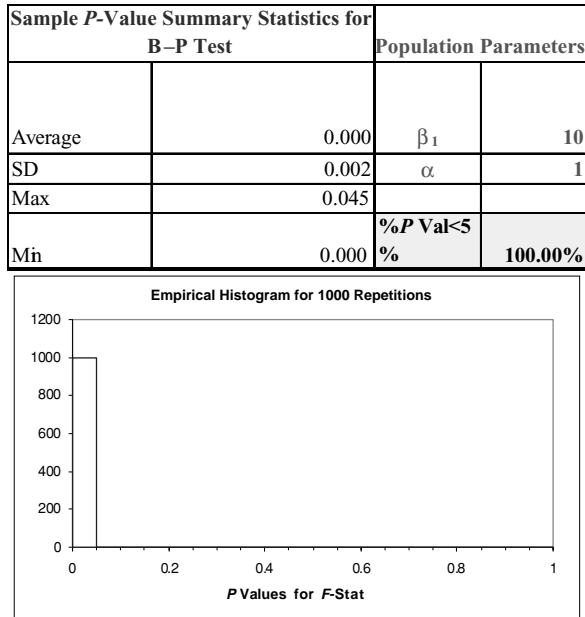 Sample P-Value Summary Statistics for B–P Test
Population Parameters
Average 0.000 β1 10
SD 0.002 α 1
Max 0.045
Min 0.000 %P Val<5 % 100.00%
Empirical Histogram for 1000 Repetitions
1200
1000
800
600
400
200
0
0 0.2 0.4 0.6 0.8 1
P Values for F-Stat